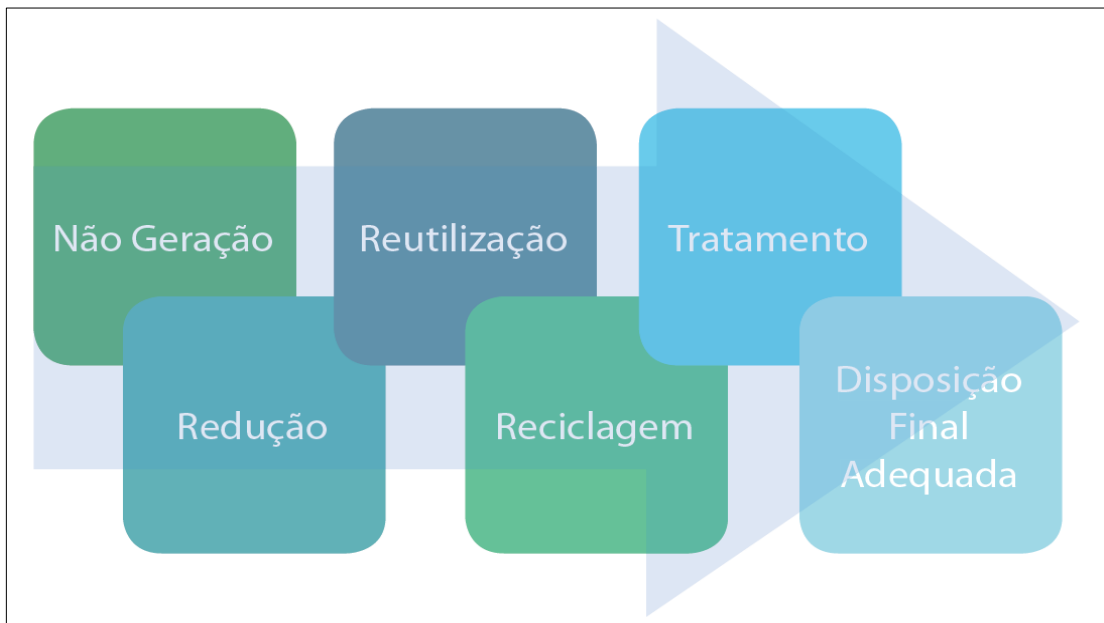 Não Geração
Reutilização
Tratamento
Redução
Reciclagem
Disposição
Final
Adequada